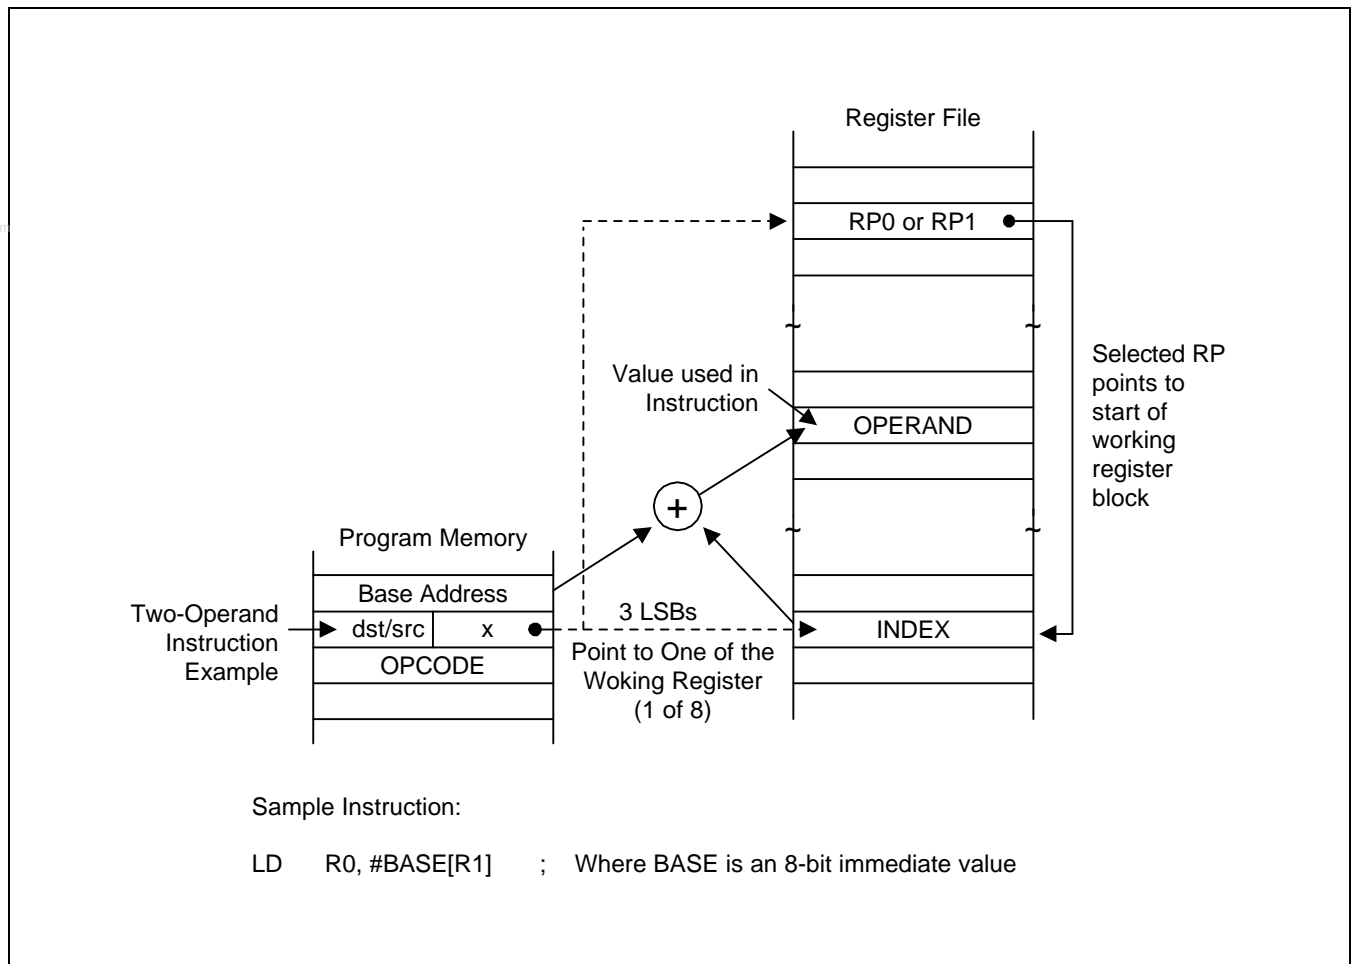 Register File
RP0 or RP1
Selected RP
points to
start of
working
register
block
Value used in
Instruction
OPERAND
+
Program Memory
Base Address
Two-Operand
Instruction
Example
dst/src x
OPCODE
3 LSBs
Point to One of the
Woking Register
(1 of 8)
INDEX
~ ~
~ ~
Sample Instruction:
LD R0, #BASE[R1] ; Where BASE is an 8-bit immediate value